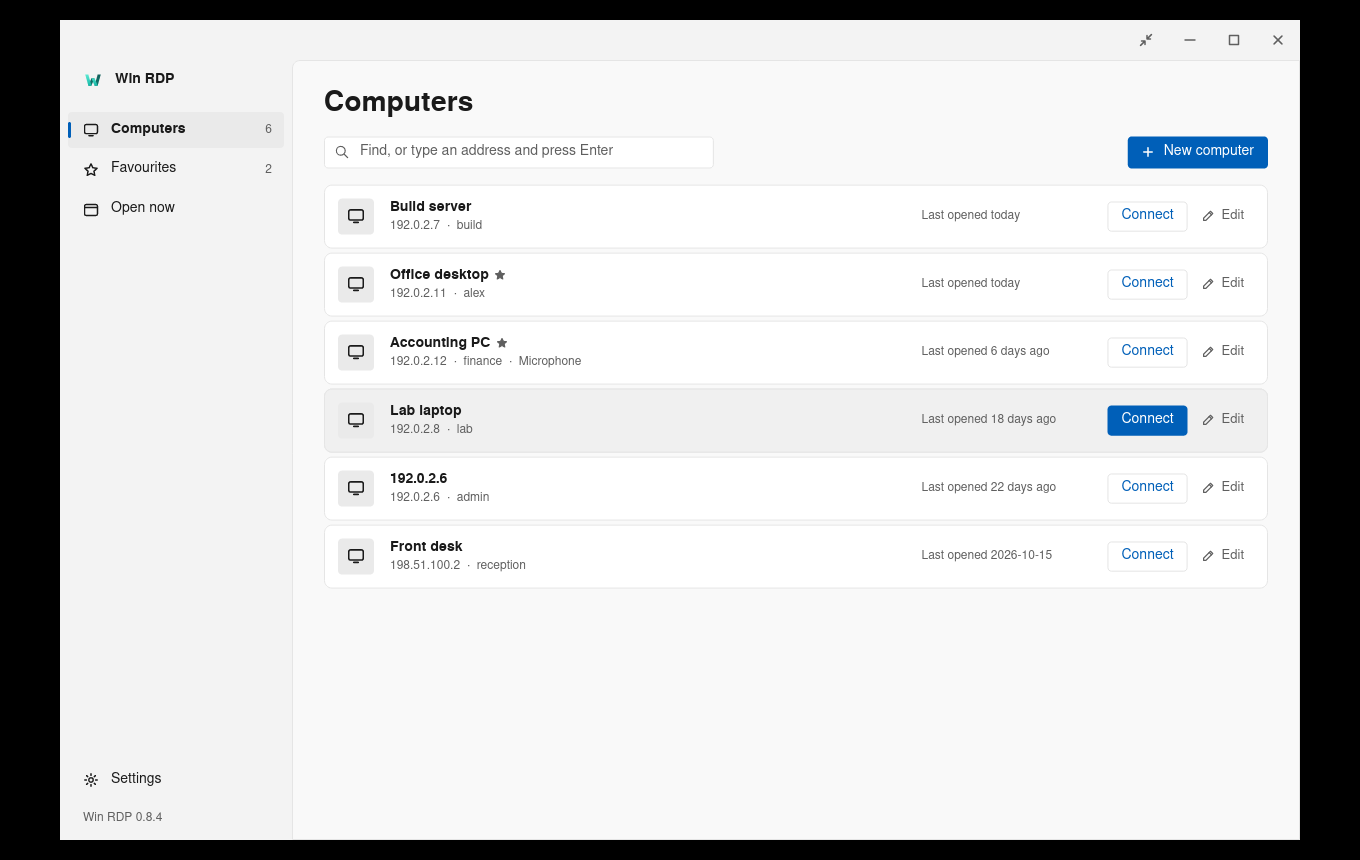 Win RDP
Computers 6
Favourites 2
Open now
Settings
Win RDP 0.8.4
Computers
Find, or type an address and press Enter
New computer
Build server
192.0.2.7 · build
Last opened today
Connect
Edit
Office desktop
192.0.2.11 · alex
Last opened today
Connect
Edit
Accounting PC
192.0.2.12 · finance · Microphone
Last opened 6 days ago
Connect
Edit
Lab laptop
192.0.2.8 · lab
Last opened 18 days ago
Connect
Edit
192.0.2.6
192.0.2.6 · admin
Last opened 22 days ago
Connect
Edit
Front desk
198.51.100.2 · reception
Last opened 2026-10-15
Connect
Edit